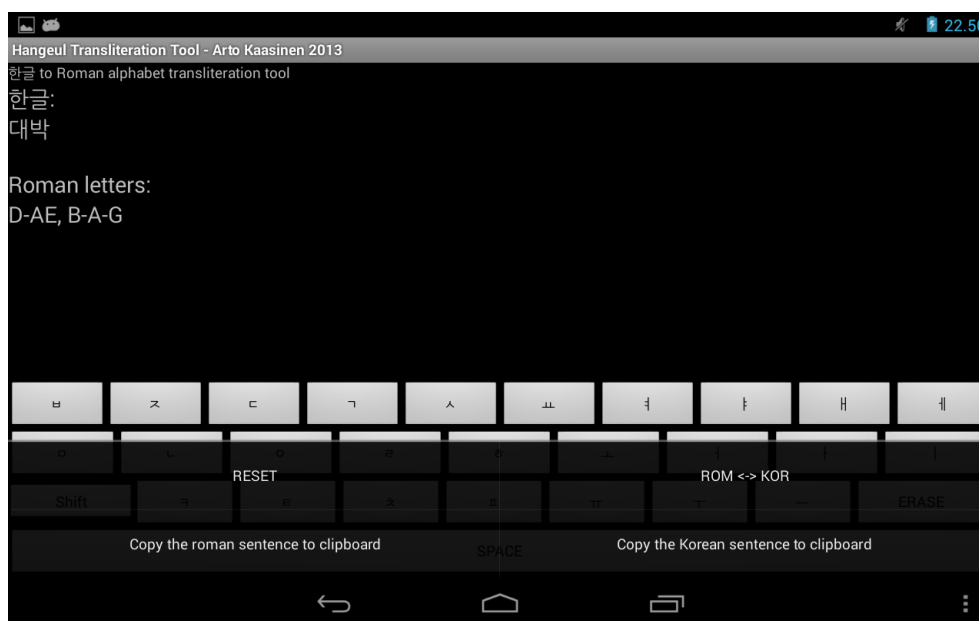 22.50
Hangeul Transliteration Tool - Arto Kaasinen 2013
한글 to Roman alphabet transliteration tool
한글:
대박
Roman letters:
D-AE, B-A-G
ㅂ ㅈ ㄷ ㄱ ㅅ ㅛ ㅕ ㅑ ㅐ ㅔ
ㅁ ㄴ ㅇ ㄹ ㅎ ㅗ ㅓ ㅏ ㅣ
RESET ROM <-> KOR
Shift ㅋ ㅌ ㅊ ㅍ ㅠ ㅜ ㅡ ERASE
Copy the roman sentence to clipboard SPACE Copy the Korean sentence to clipboard